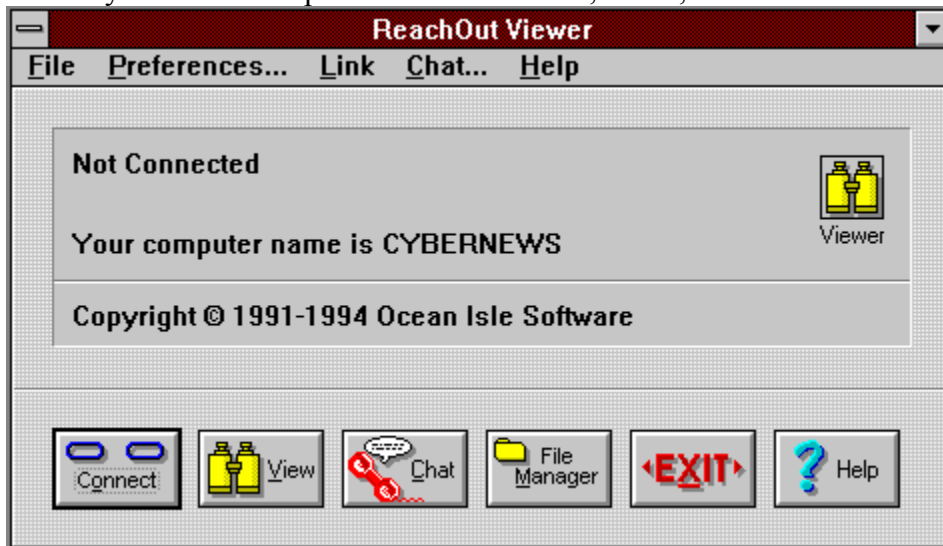 ReachOut Viewer
File Preferences... Link Chat... Help
Not Connected
Viewer
Your computer name is CYBERNEWS
Copyright © 1991-1994 Ocean Isle Software
Connect View Chat File Manager EXIT Help